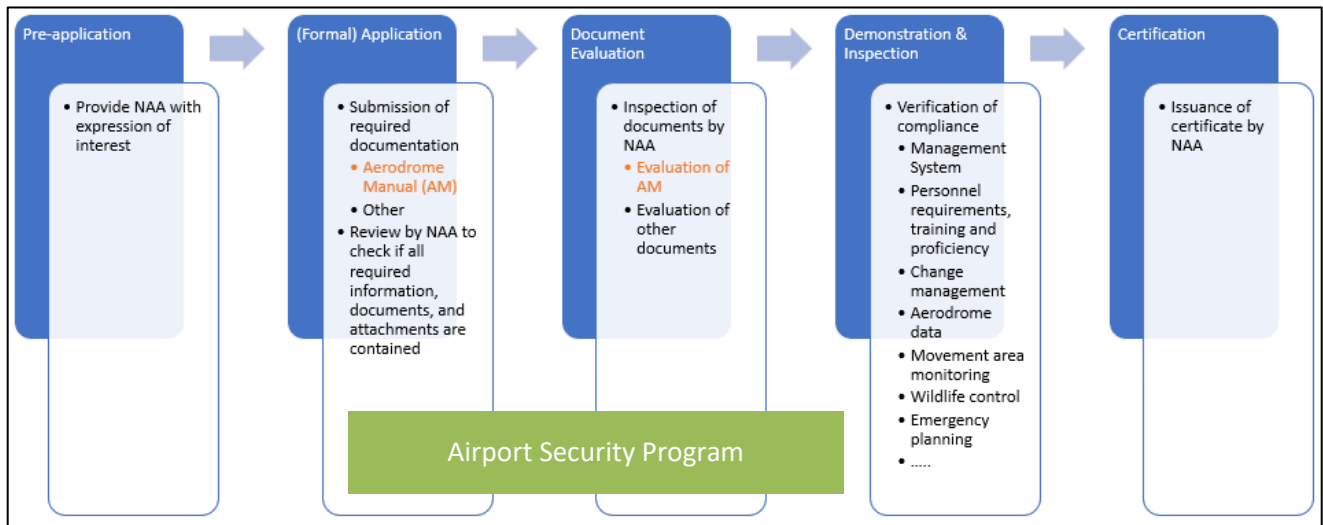 Pre-application
• Provide NAA with
expression of
interest
(Formal) Application
• Submission of
required
documentation
• Aerodrome
Manual (AM)
• Other
• Review by NAA to
check if all
required
information,
documents, and
attachments are
contained
Document
Evaluation
• Inspection of
documents by
NAA
• Evaluation of
AM
• Evaluation of
other
documents
Demonstration &
Inspection
• Verification of
compliance
• Management
System
• Personnel
requirements,
training and
proficiency
• Change
management
• Aerodrome
data
• Movement area
monitoring
• Wildlife control
• Emergency
planning
• .....
Certification
• Issuance of
certificate by
NAA
Airport Security Program